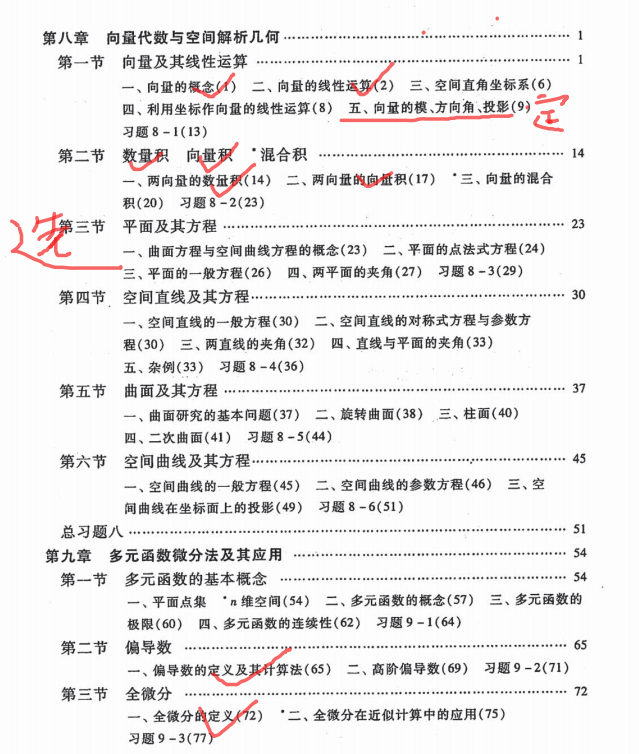 第八章 向量代数与空间解析几何 …… 1
第一节 向量及其线性运算 …… 1
一、向量的概念(1) 二、向量的线性运算(2) 三、空间直角坐标系(6)
四、利用坐标作向量的线性运算(8) 五、向量的模、方向角、投影(9) 定
习题8-1(13)
第二节 数量积 向量积 *混合积 …… 14
一、两向量的数量积(14) 二、两向量的向量积(17) *三、向量的混合
积(20) 习题8-2(23)
选 第三节 平面及其方程 …… 23
一、曲面方程与空间曲线方程的概念(23) 二、平面的点法式方程(24)
三、平面的一般方程(26) 四、两平面的夹角(27) 习题8-3(29)
第四节 空间直线及其方程 …… 30
一、空间直线的一般方程(30) 二、空间直线的对称式方程与参数方
程(30) 三、两直线的夹角(32) 四、直线与平面的夹角(33)
五、杂例(33) 习题8-4(36)
第五节 曲面及其方程 …… 37
一、曲面研究的基本问题(37) 二、旋转曲面(38) 三、柱面(40)
四、二次曲面(41) 习题8-5(44)
第六节 空间曲线及其方程 …… 45
一、空间曲线的一般方程(45) 二、空间曲线的参数方程(46) 三、空
间曲线在坐标面上的投影(49) 习题8-6(51)
总习题八 …… 51
第九章 多元函数微分法及其应用 …… 54
第一节 多元函数的基本概念 …… 54
一、平面点集 *n维空间(54) 二、多元函数的概念(57) 三、多元函数的
极限(60) 四、多元函数的连续性(62) 习题9-1(64)
第二节 偏导数 …… 65
一、偏导数的定义及其计算法(65) 二、高阶偏导数(69) 习题9-2(71)
第三节 全微分 …… 72
一、全微分的定义(72) *二、全微分在近似计算中的应用(75)
习题9-3(77)